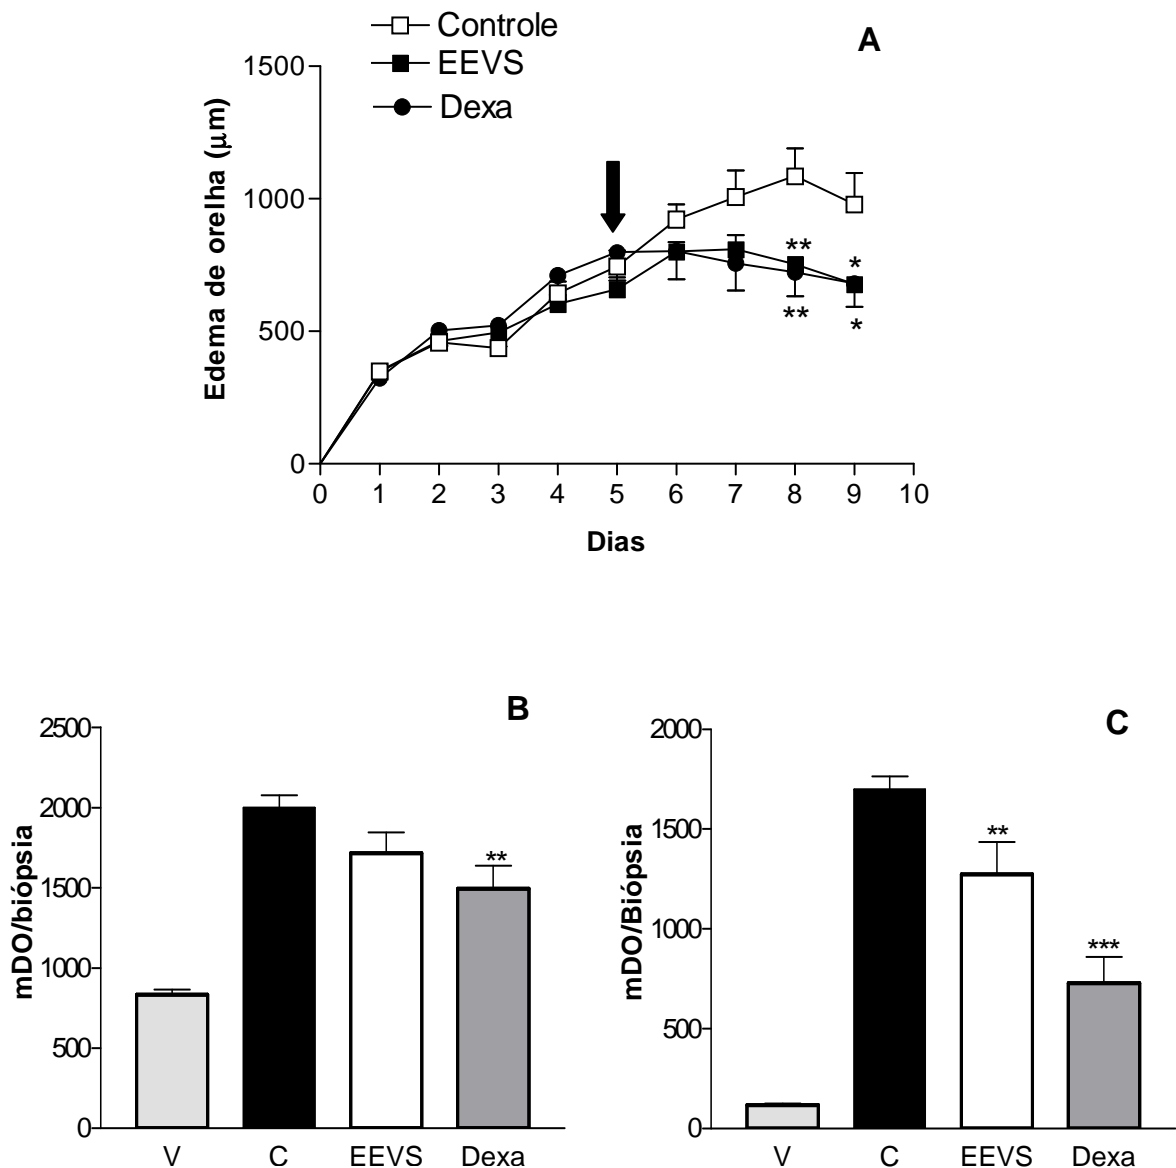 Controle
A
EEVS
Dexa
Edema de orelha (μm)
1500
1000
500
0
** *
** *
0 1 2 3 4 5 6 7 8 9 10
Dias
B
mDO/biópsia
2500
2000
1500
1000
500
0
**
V C EEVS Dexa
C
mDO/Biópsia
2000
1500
1000
500
0
**
***
V C EEVS Dexa